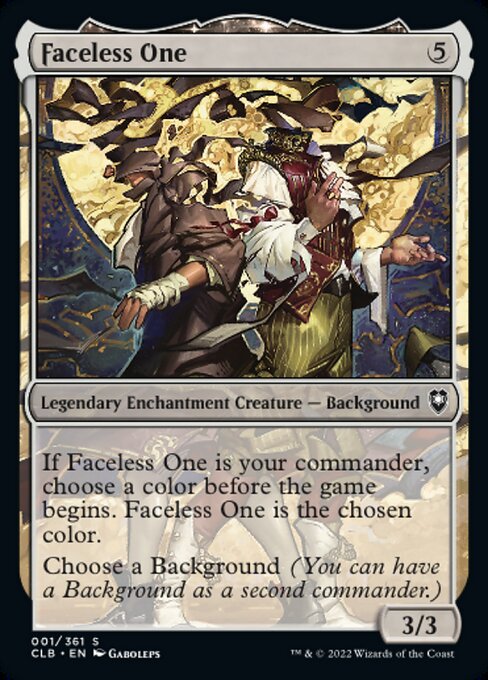 Faceless One 5
Legendary Enchantment Creature — Background
If Faceless One is your commander,
choose a color before the game
begins. Faceless One is the chosen
color.
Choose a Background (You can have
a Background as a second commander.)
3/3
001/361 S
CLB • EN Gaboleps
™ & © 2022 Wizards of the Coast